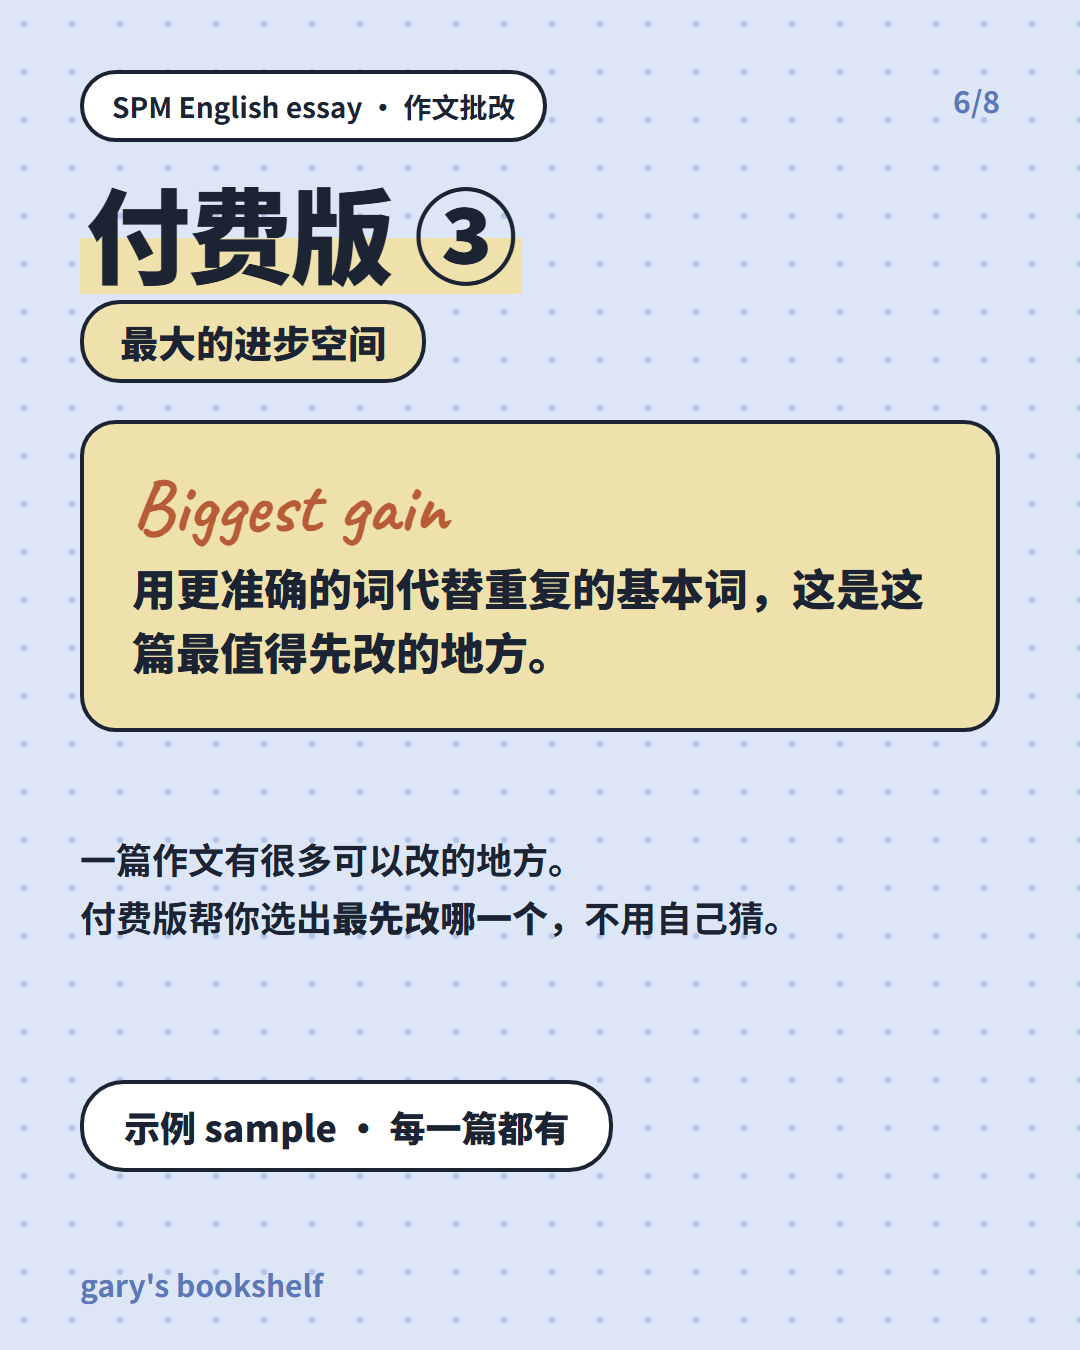 SPM English essay · 作文批改
6/8
付费版 ③
最大的进步空间
Biggest gain
用更准确的词代替重复的基本词，这是这
篇最值得先改的地方。
一篇作文有很多可以改的地方。
付费版帮你选出最先改哪一个，不用自己猜。
示例 sample · 每一篇都有
gary's bookshelf